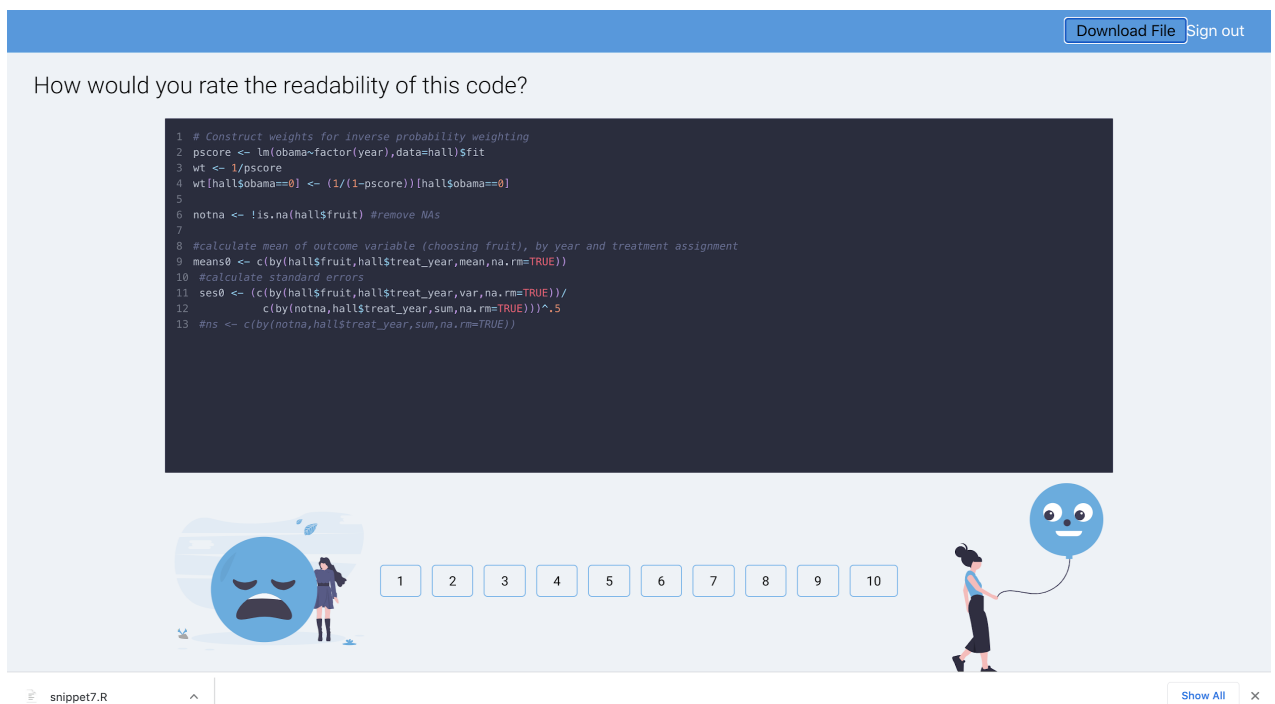 Download File Sign out
How would you rate the readability of this code?
1 # Construct weights for inverse probability weighting
2 pscore <- lm(obama~factor(year),data=hall)$fit
3 wt <- 1/pscore
4 wt[hall$obama==0] <- (1/(1-pscore))[hall$obama==0]
5
6 notna <- !is.na(hall$fruit) #remove NAs
7
8 #calculate mean of outcome variable (choosing fruit), by year and treatment assignment
9 means0 <- c(by(hall$fruit,hall$treat_year,mean,na.rm=TRUE))
10 #calculate standard errors
11 ses0 <- (c(by(hall$fruit,hall$treat_year,var,na.rm=TRUE))/
12 c(by(notna,hall$treat_year,sum,na.rm=TRUE)))^.5
13 #ns <- c(by(notna,hall$treat_year,sum,na.rm=TRUE))
1 2 3 4 5 6 7 8 9 10
snippet7.R Show All